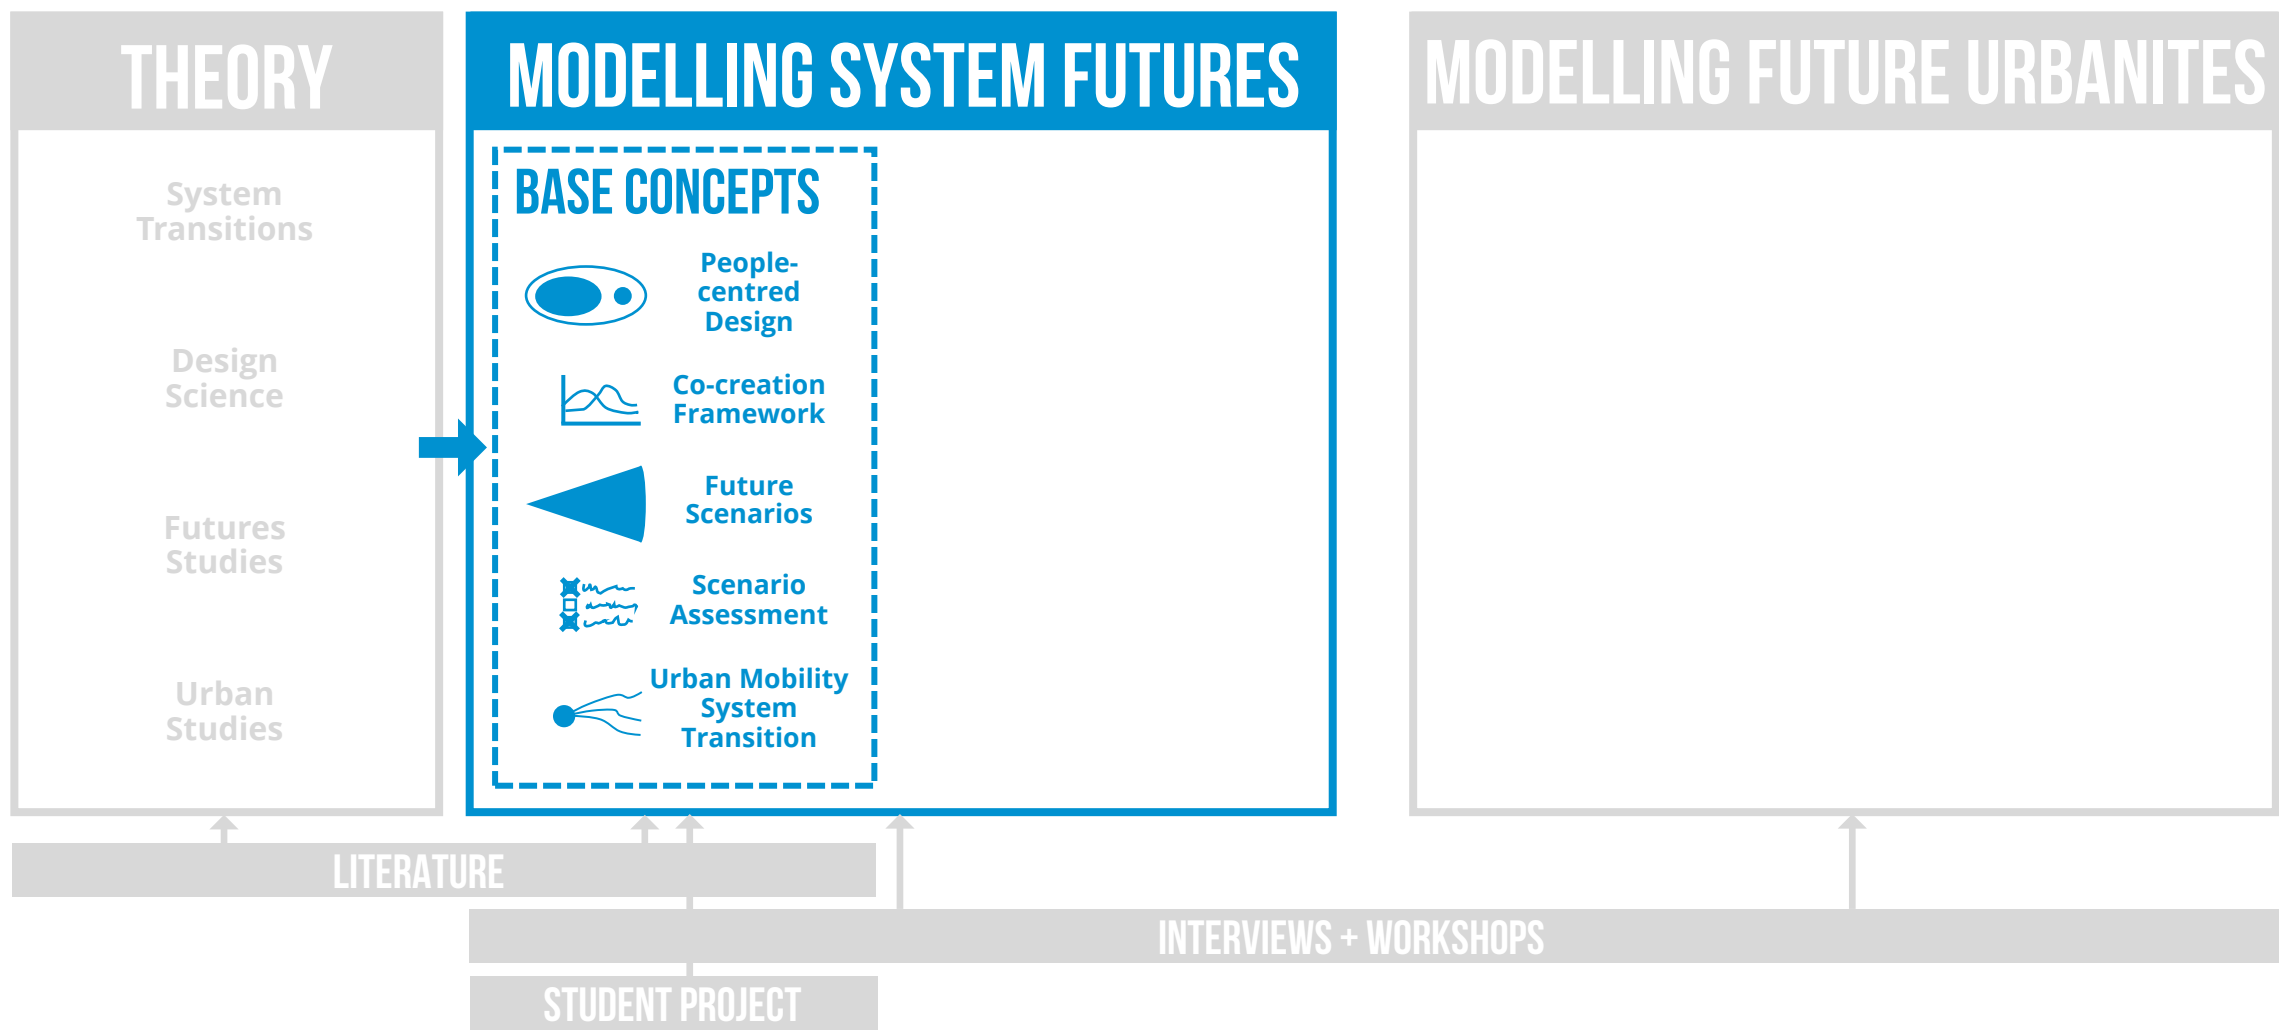 THEORY
System
Transitions
Design
Science
Futures
Studies
Urban
Studies
MODELLING SYSTEM FUTURES
BASE CONCEPTS
People-
centred
Design
Co-creation
Framework
Future
Scenarios
Scenario
Assessment
Urban Mobility
System
Transition
MODELLING FUTURE URBANITES
LITERATURE
INTERVIEWS + WORKSHOPS
STUDENT PROJECT